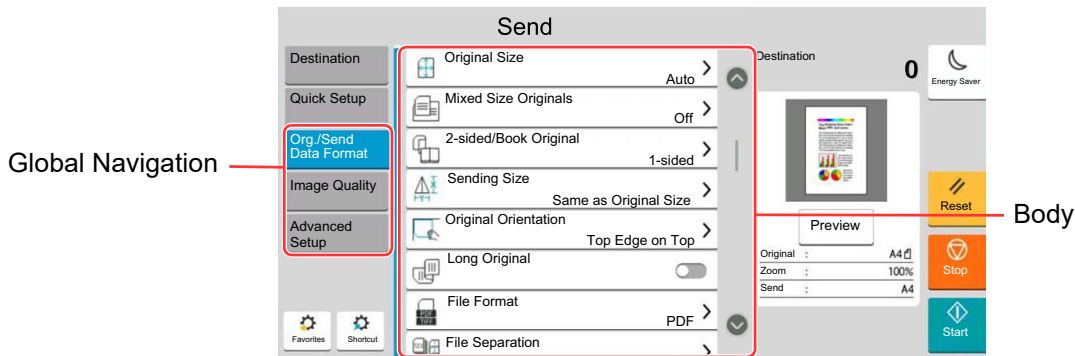 Send
Global Navigation
Destination
Quick Setup
Org./Send
Data Format
Image Quality
Advanced
Setup
Favorites
Shortcut
Original Size
Auto
Mixed Size Originals
Off
2-sided/Book Original
1-sided
Sending Size
Same as Original Size
Original Orientation
Top Edge on Top
Long Original
File Format
PDF
TIFF
PDF
File Separation
Destination
0
Preview
Original : A4
Zoom : 100%
Send : A4
Energy Saver
Reset
Stop
Start
Body